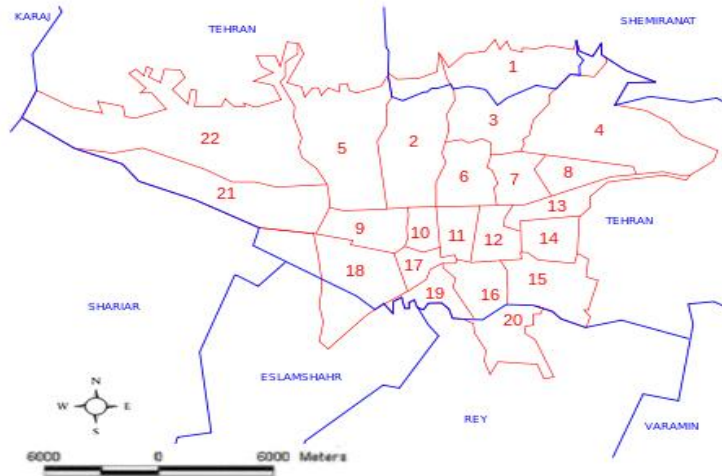 KARAJ
TEHRAN
SHEMIRANAT
1
3
22
5
2
4
6
7
8
21
13
9
10
11
12
14
TEHRAN
18
17
15
19
16
20
SHARIAR
ESLAMSHAHR
REY
VARAMIN
N
W E
S
6000 0 6000 Meters